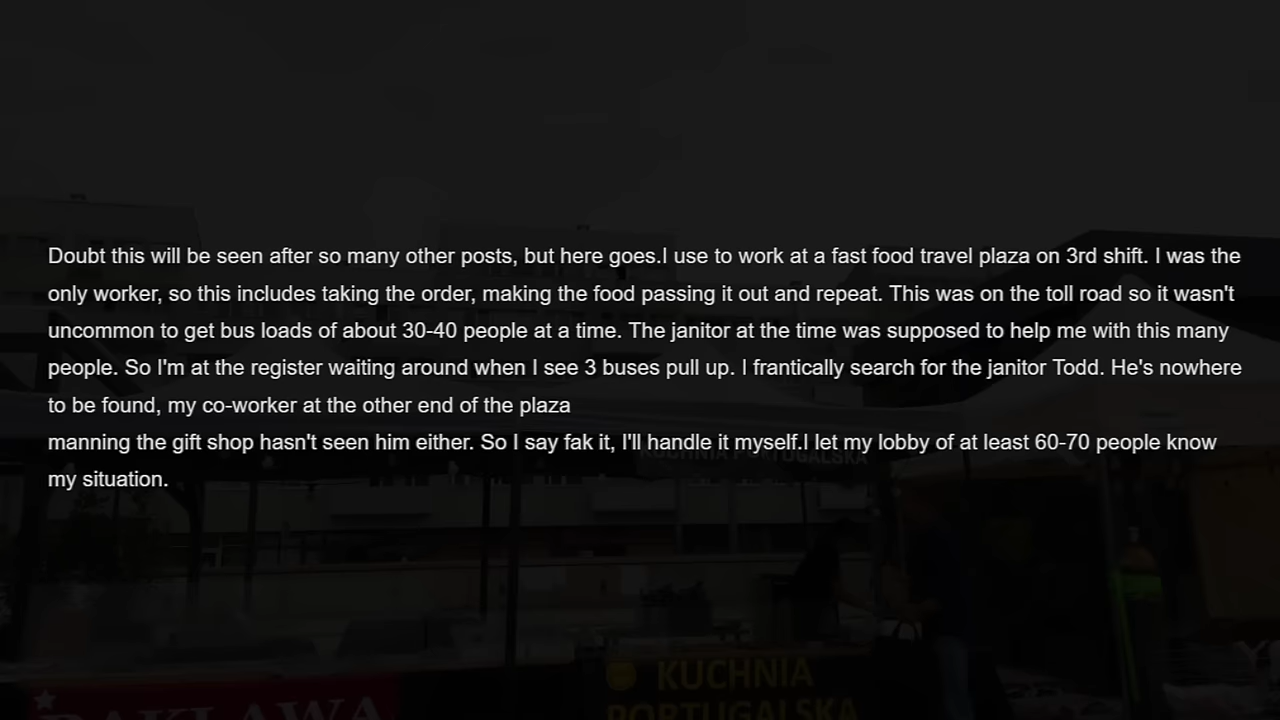 Doubt this will be seen after so many other posts, but here goes.I use to work at a fast food travel plaza on 3rd shift. I was the
only worker, so this includes taking the order, making the food passing it out and repeat. This was on the toll road so it wasn't
uncommon to get bus loads of about 30-40 people at a time. The janitor at the time was supposed to help me with this many
people. So I'm at the register waiting around when I see 3 buses pull up. I frantically search for the janitor Todd. He's nowhere
to be found, my co-worker at the other end of the plaza
manning the gift shop hasn't seen him either. So I say fak it, I'll handle it myself.I let my lobby of at least 60-70 people know
my situation.
KUCHNIA PORTUGALSKA
KUCHNIA
PORTUGALSKA
BAKLAWA